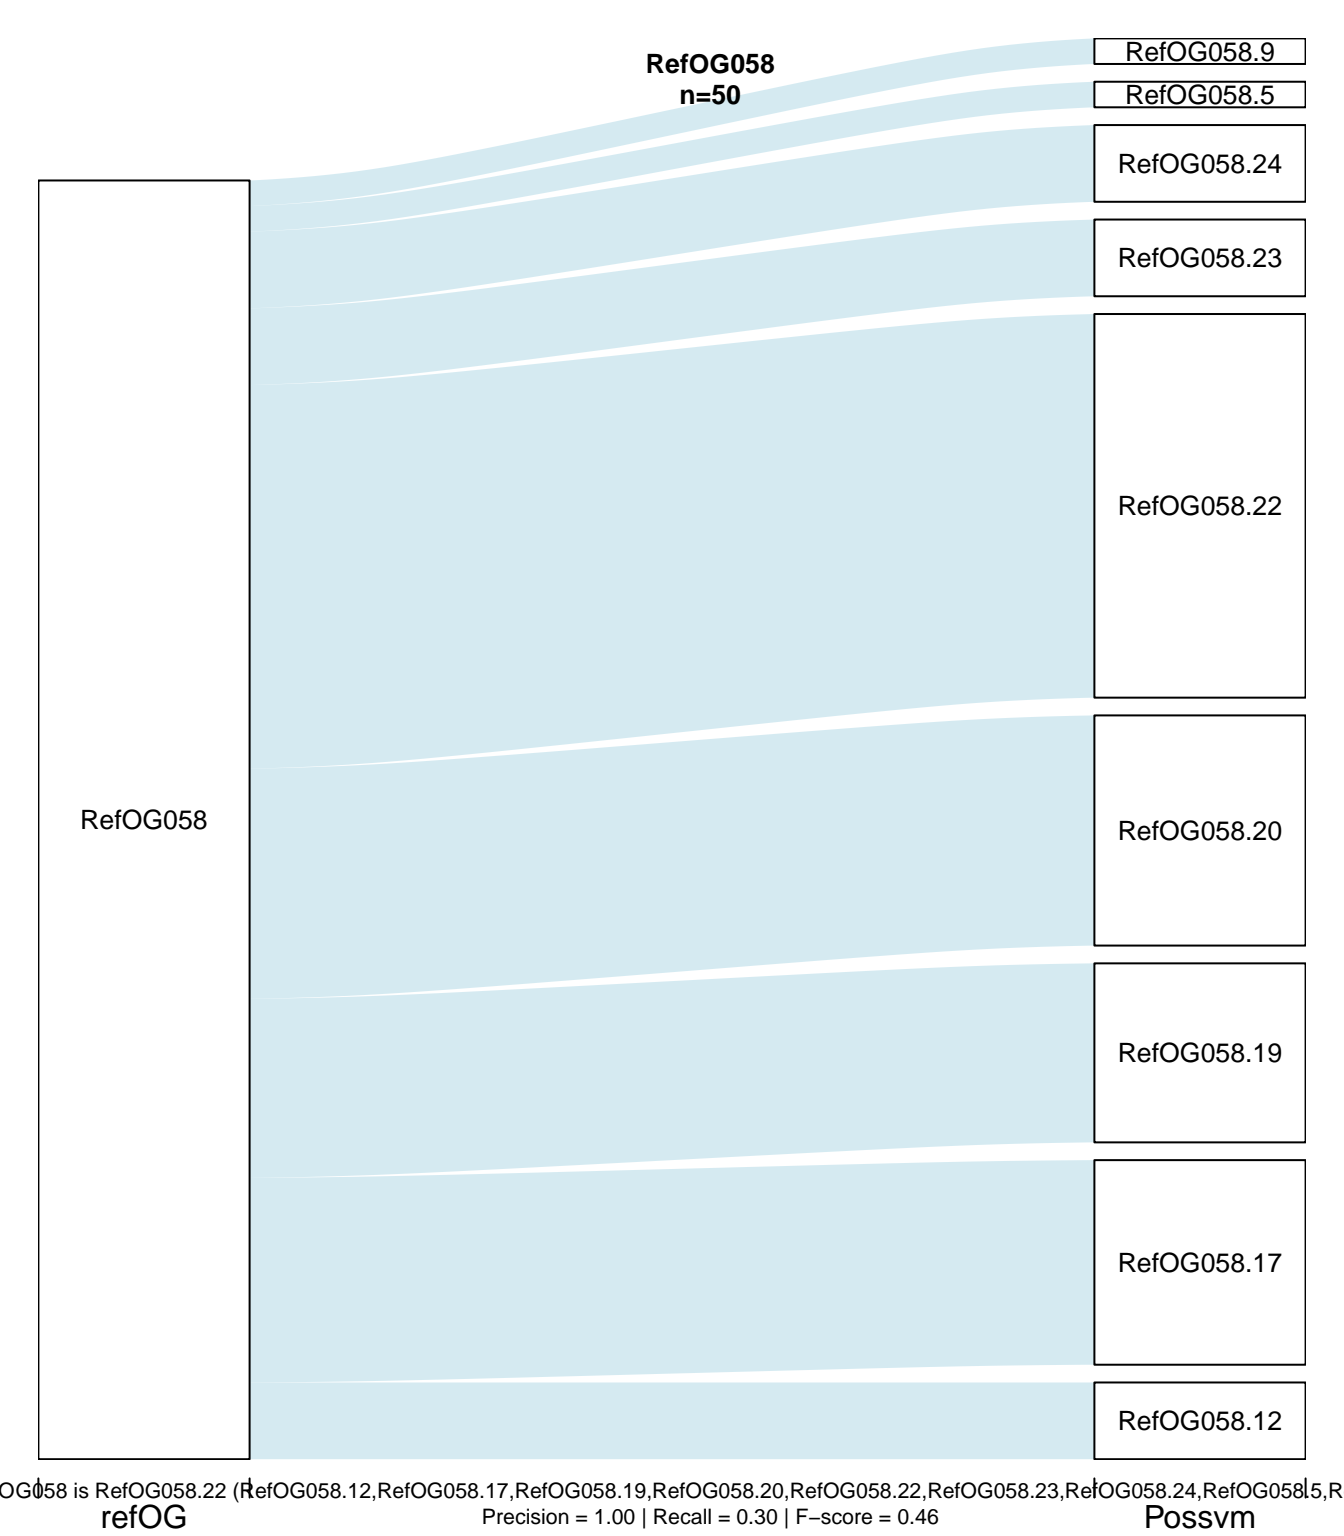 RefOG058
n=50
RefOG058.9
RefOG058.5
RefOG058.24
RefOG058.23
RefOG058.22
RefOG058
RefOG058.20
RefOG058.19
RefOG058.17
RefOG058.12
OG058 is RefOG058.22 (RefOG058.12,RefOG058.17,RefOG058.19,RefOG058.20,RefOG058.22,RefOG058.23,RefOG058.24,RefOG058.5,R
refOG
Precision = 1.00 | Recall = 0.30 | F−score = 0.46
Possvm